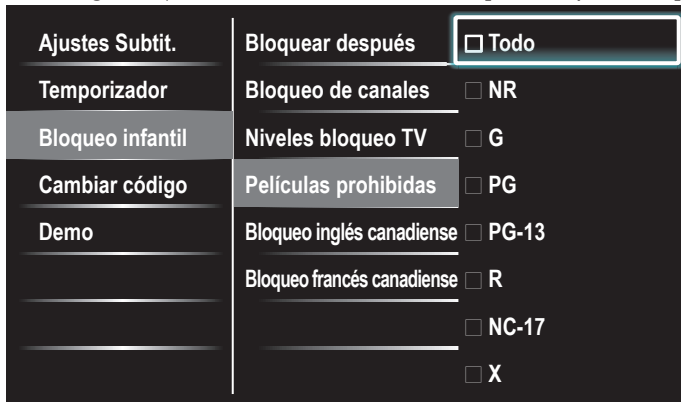 Ajustes Subtit.
Temporizador
Bloqueo infantil
Cambiar código
Demo
Bloquear después
Bloqueo de canales
Niveles bloqueo TV
Películas prohibidas
Bloqueo inglés canadiense
Bloqueo francés canadiense
Todo
NR
G
PG
PG-13
R
NC-17
X